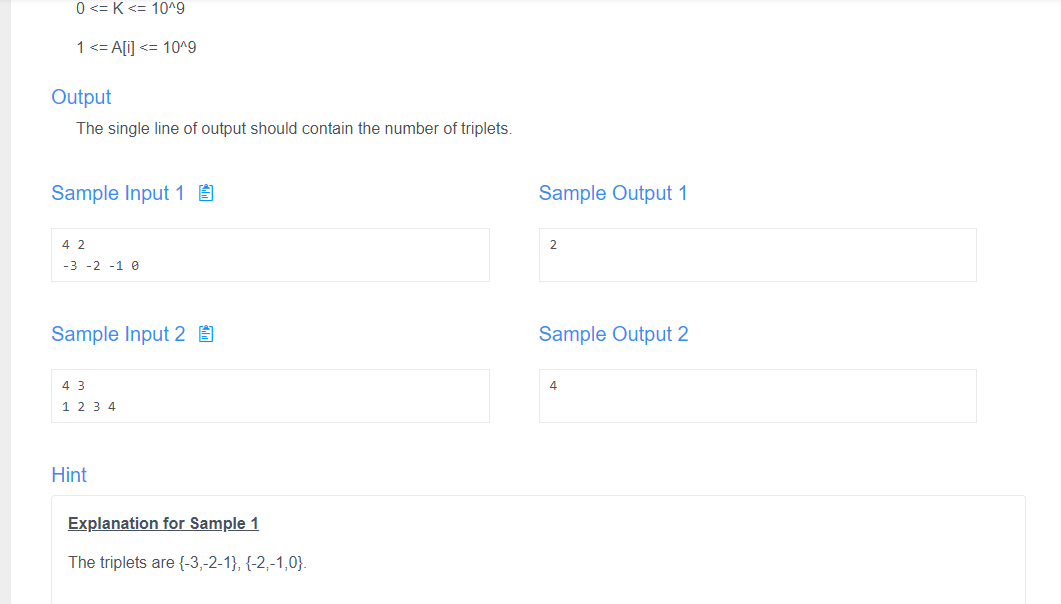 0 <= K <= 10^9
1 <= A[i] <= 10^9
Output
The single line of output should contain the number of triplets.
Sample Input 1
Sample Output 1
4 2
-3 -2 -1 0
2
Sample Input 2
Sample Output 2
4 3
1 2 3 4
4
Hint
Explanation for Sample 1
The triplets are {-3,-2-1}, {-2,-1,0}.